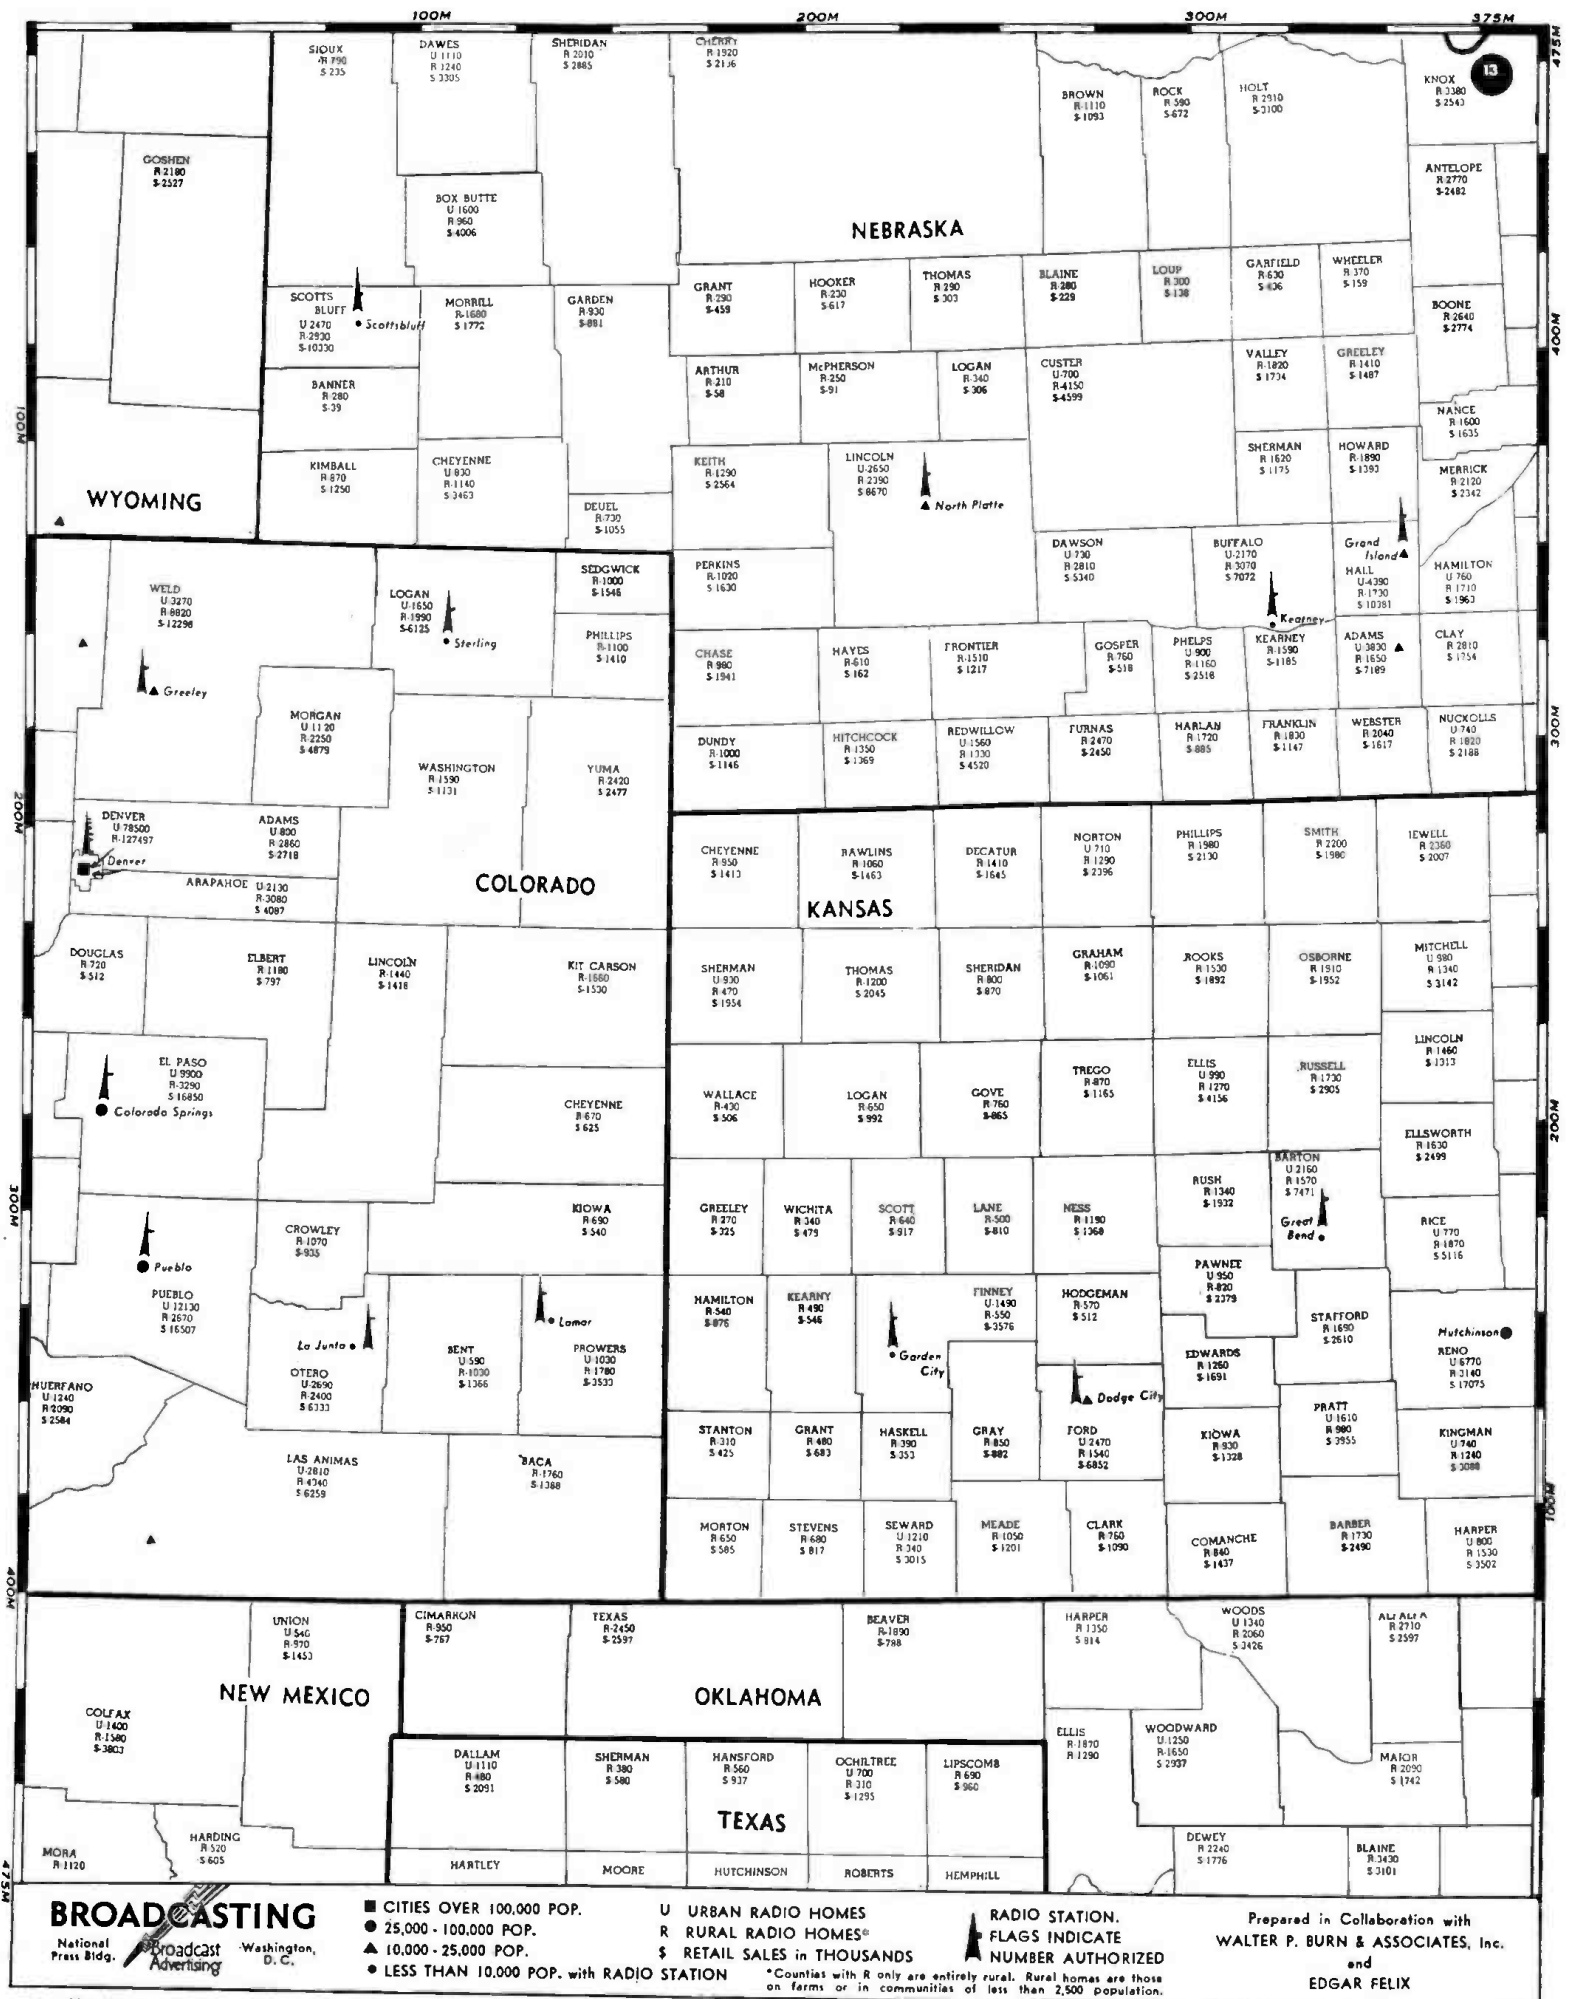 100M
200M
300M
375M
475M
13
SIOUX
R 790
S 235
DAWES
U 1110
R 1240
S 3305
SHERIDAN
R 2010
S 2885
CHERRY
R 1920
S 2136
BROWN
R-1110
S-1093
ROCK
R 590
S-672
HOLT
R 2910
S-3100
KNOX
R-3380
S-2543
GOSHEN
R-2180
S-2527
BOX BUTTE
U-1600
R-960
S-4006
ANTELOPE
R-2770
S-2482
NEBRASKA
SCOTTS
BLUFF
U 2470
R-2930
S-10330
Scottsbluff
MORRILL
R-1680
S 1772
GARDEN
R-930
S-881
GRANT
R-290
S-459
HOOKER
R-230
S-617
THOMAS
R 290
S 303
BLAINE
R-280
S-229
LOUP
R 300
S-138
GARFIELD
R-630
S-436
WHEELER
R 370
S-159
BOONE
R-2640
S-2774
400M
BANNER
R 280
S-39
ARTHUR
R-210
S-58
McPHERSON
R-250
S-91
LOGAN
R-340
S-306
CUSTER
U-700
R-4150
S-4599
VALLEY
R-1820
S 1734
GREELEY
R-1410
S-1487
NANCE
R-1600
S 1635
100M
WYOMING
KIMBALL
R-870
S 1250
CHEYENNE
U 830
R-1140
S-3463
DEUEL
R-730
S-1055
KEITH
R-1290
S 2564
LINCOLN
U-2650
R-2390
S 8670
North Platte
SHERMAN
R 1620
S 1175
HOWARD
R-1890
S-1393
MERRICK
R-2120
S 2342
WELD
U-3270
R-8820
S-12298
Greeley
LOGAN
U-1650
R-1990
S-6125
Sterling
SEDGWICK
R-1000
S-1546
PHILLIPS
R-1100
S-1410
PERKINS
R-1020
S 1630
DAWSON
U 730
R 2810
S 5340
BUFFALO
U-2170
R-3070
S 7072
Kearney
Grand
Island
HALL
U-4390
R-1730
S 10381
HAMILTON
U 760
R 1710
S 1963
CHASE
R 980
S 1941
HAYES
R-610
S 162
FRONTIER
R-1510
S 1217
GOSPER
R-760
S-518
PHELPS
U 900
R 1160
S-2518
KEARNEY
R-1590
S-1185
ADAMS
U-3830
R-1650
S-7189
CLAY
R 2810
S 1754
MORGAN
U 1120
R-2250
S 4879
WASHINGTON
R 1590
S-1131
YUMA
R-2420
S 2477
DUNDY
R-1000
S-1146
HITCHCOCK
R 1350
S-1369
REDWILLOW
U-1560
R 1330
S 4520
FURNAS
R-2470
S-2450
HARLAN
R-1720
S-885
FRANKLIN
R-1830
S-1147
WEBSTER
R-2040
S-1617
NUCKOLLS
U 740
R 1820
S 2188
300M
200M
DENVER
U 78500
R-127497
Denver
ADAMS
U-800
R-2860
S-2718
ARAPAHOE U-2130
R-3080
S 4087
COLORADO
CHEYENNE
R-950
S 1413
RAWLINS
R-1060
S-1463
DECATUR
R-1410
S-1645
NORTON
U 710
R 1290
S 2396
PHILLIPS
R 1980
S 2130
SMITH
R 2200
S-1980
JEWELL
R 2360
S 2007
KANSAS
DOUGLAS
R-720
S-512
ELBERT
R-1180
S-797
LINCOLN
R-1440
S-1418
KIT CARSON
R-1660
S-1530
SHERMAN
U-930
R-470
S 1954
THOMAS
R-1200
S 2045
SHERIDAN
R 800
S 870
GRAHAM
R-1090
S-1061
ROOKS
R-1530
S 1892
OSBORNE
R 1910
S-1952
MITCHELL
U 980
R-1340
S 3142
LINCOLN
R 1460
S-1313
EL PASO
U 9900
R-3290
S-16850
Colorado Springs
CHEYENNE
R-670
S 625
WALLACE
R-430
S 506
LOGAN
R-650
S 992
GOVE
R-760
S-865
TREGO
R-870
S-1165
ELLIS
U-990
R 1270
S 4156
RUSSELL
R-1730
S 2905
ELLSWORTH
R 1630
S 2499
200M
300M
PUEBLO
U 12130
R 2670
S 16507
Pueblo
CROWLEY
R-1070
S-935
KIOWA
R-690
S-540
GREELEY
R 270
S-325
WICHITA
R 340
S 479
SCOTT
R-640
S-917
LANE
R-500
S-810
NESS
R-1190
S 1368
RUSH
R-1340
S-1932
BARTON
U-2160
R 1570
S 7471
Great
Bend
RICE
U 770
R 1870
S 5116
PAWNEE
U-950
R-820
S 2379
HUERFANO
U 1240
R-2090
S 2584
La Junta
OTERO
U-2690
R-2400
S 6333
BENT
U 590
R-1030
S-1366
Lamar
PROWERS
U-1030
R 1780
S-3533
HAMILTON
R-540
S-876
KEARNY
R 490
S-546
FINNEY
U-1490
R-550
S-3576
Garden
City
HODGEMAN
R-570
S 512
STAFFORD
R 1690
S 2610
Hutchinson
RENO
U 6770
R-3140
S 17075
EDWARDS
R 1260
S-1691
Dodge City
FORD
U-2470
R-1540
S-6852
PRATT
U-1610
R 980
S 3955
KINGMAN
U 740
R-1240
S 3088
LAS ANIMAS
U-2810
R-4340
S 6259
BACA
R-1760
S-1388
STANTON
R-310
S 425
GRANT
R 480
S 683
HASKELL
R-390
S-353
GRAY
R-850
S-882
KIOWA
R-930
S-1328
100M
MORTON
R 650
S 585
STEVENS
R-680
S 817
SEWARD
U 1210
R 340
S 3015
MEADE
R-1050
S-1201
CLARK
R-760
S-1090
COMANCHE
R-840
S-1437
BARBER
R-1730
S-2490
HARPER
U 800
R 1530
S-3502
400M
UNION
U 540
R-970
S-1453
CIMARRON
R-950
S-767
TEXAS
R-2450
S-2597
BEAVER
R-1890
S-788
HARPER
R 1350
S 814
WOODS
U 1340
R 2060
S-3426
ALFALFA
R-2710
S 2597
NEW MEXICO
OKLAHOMA
COLFAX
U 1400
R-1580
S-3803
ELLIS
R-1870
R-1290
WOODWARD
U-1250
R-1650
S 2937
MAJOR
R 2090
S 1742
DALLAM
U 1110
R 480
S 2091
SHERMAN
R 380
S 580
HANSFORD
R-560
S 937
OCHILTREE
U 700
R 310
S-1295
LIPSCOMB
R 690
S-960
TEXAS
MORA
R 1120
HARDING
R 520
S 605
HARTLEY
MOORE
HUTCHINSON
ROBERTS
HEMPHILL
DEWEY
R 2240
S 1776
BLAINE
R 3430
S-3101
475M
BROADCASTING
National
Press Bldg.
Broadcast
Advertising
Washington,
D. C.
CITIES OVER 100,000 POP.
25,000 - 100,000 POP.
10,000 - 25,000 POP.
LESS THAN 10,000 POP. with RADIO STATION
U URBAN RADIO HOMES
R RURAL RADIO HOMES*
$ RETAIL SALES in THOUSANDS
*Counties with R only are entirely rural. Rural homes are those
on farms or in communities of less than 2,500 population.
RADIO STATION.
FLAGS INDICATE
NUMBER AUTHORIZED
Prepared in Collaboration with
WALTER P. BURN & ASSOCIATES, Inc.
and
EDGAR FELIX